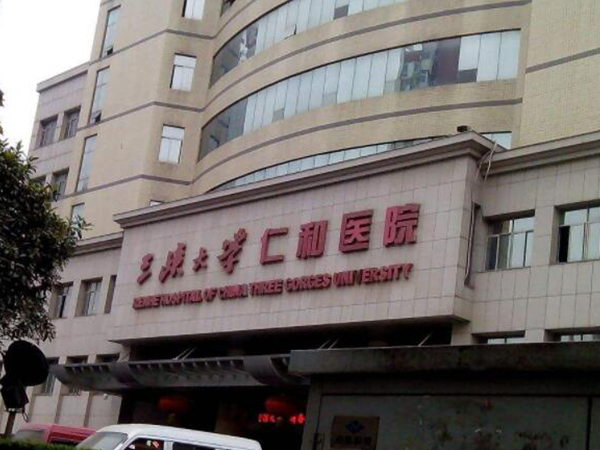 三峡大学仁和医院
RENHE HOSPITAL OF CHINA THREE GORGES UNIVERSITY